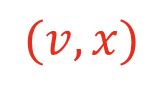 (v, x)